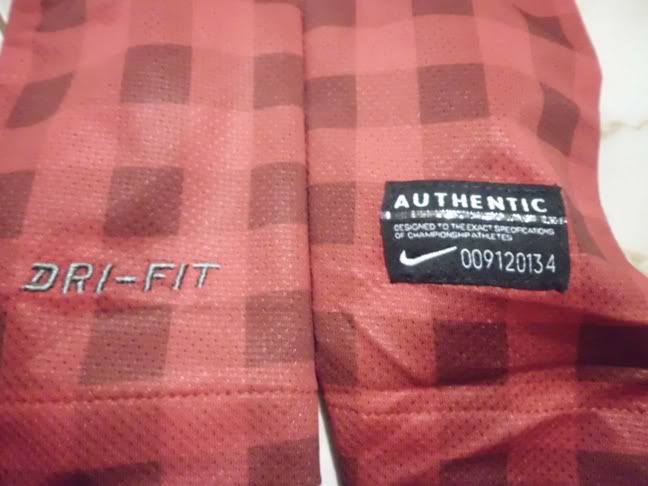 DRI-FIT
AUTHENTIC
DESIGNED TO THE EXACT SPECIFICATIONS
OF CHAMPIONSHIP ATHLETES
009120134